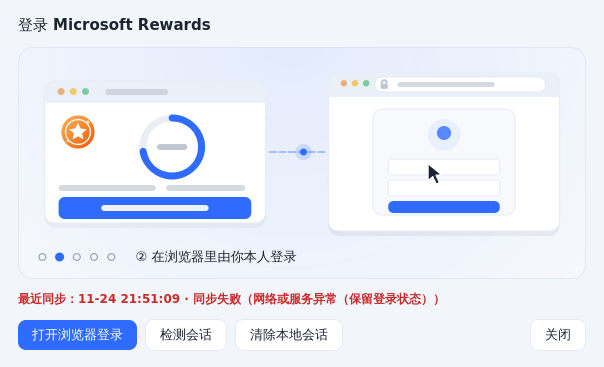 登录 Microsoft Rewards
② 在浏览器里由你本人登录
最近同步：11-24 21:51:09 · 同步失败（网络或服务异常（保留登录状态））
打开浏览器登录 检测会话 清除本地会话 关闭